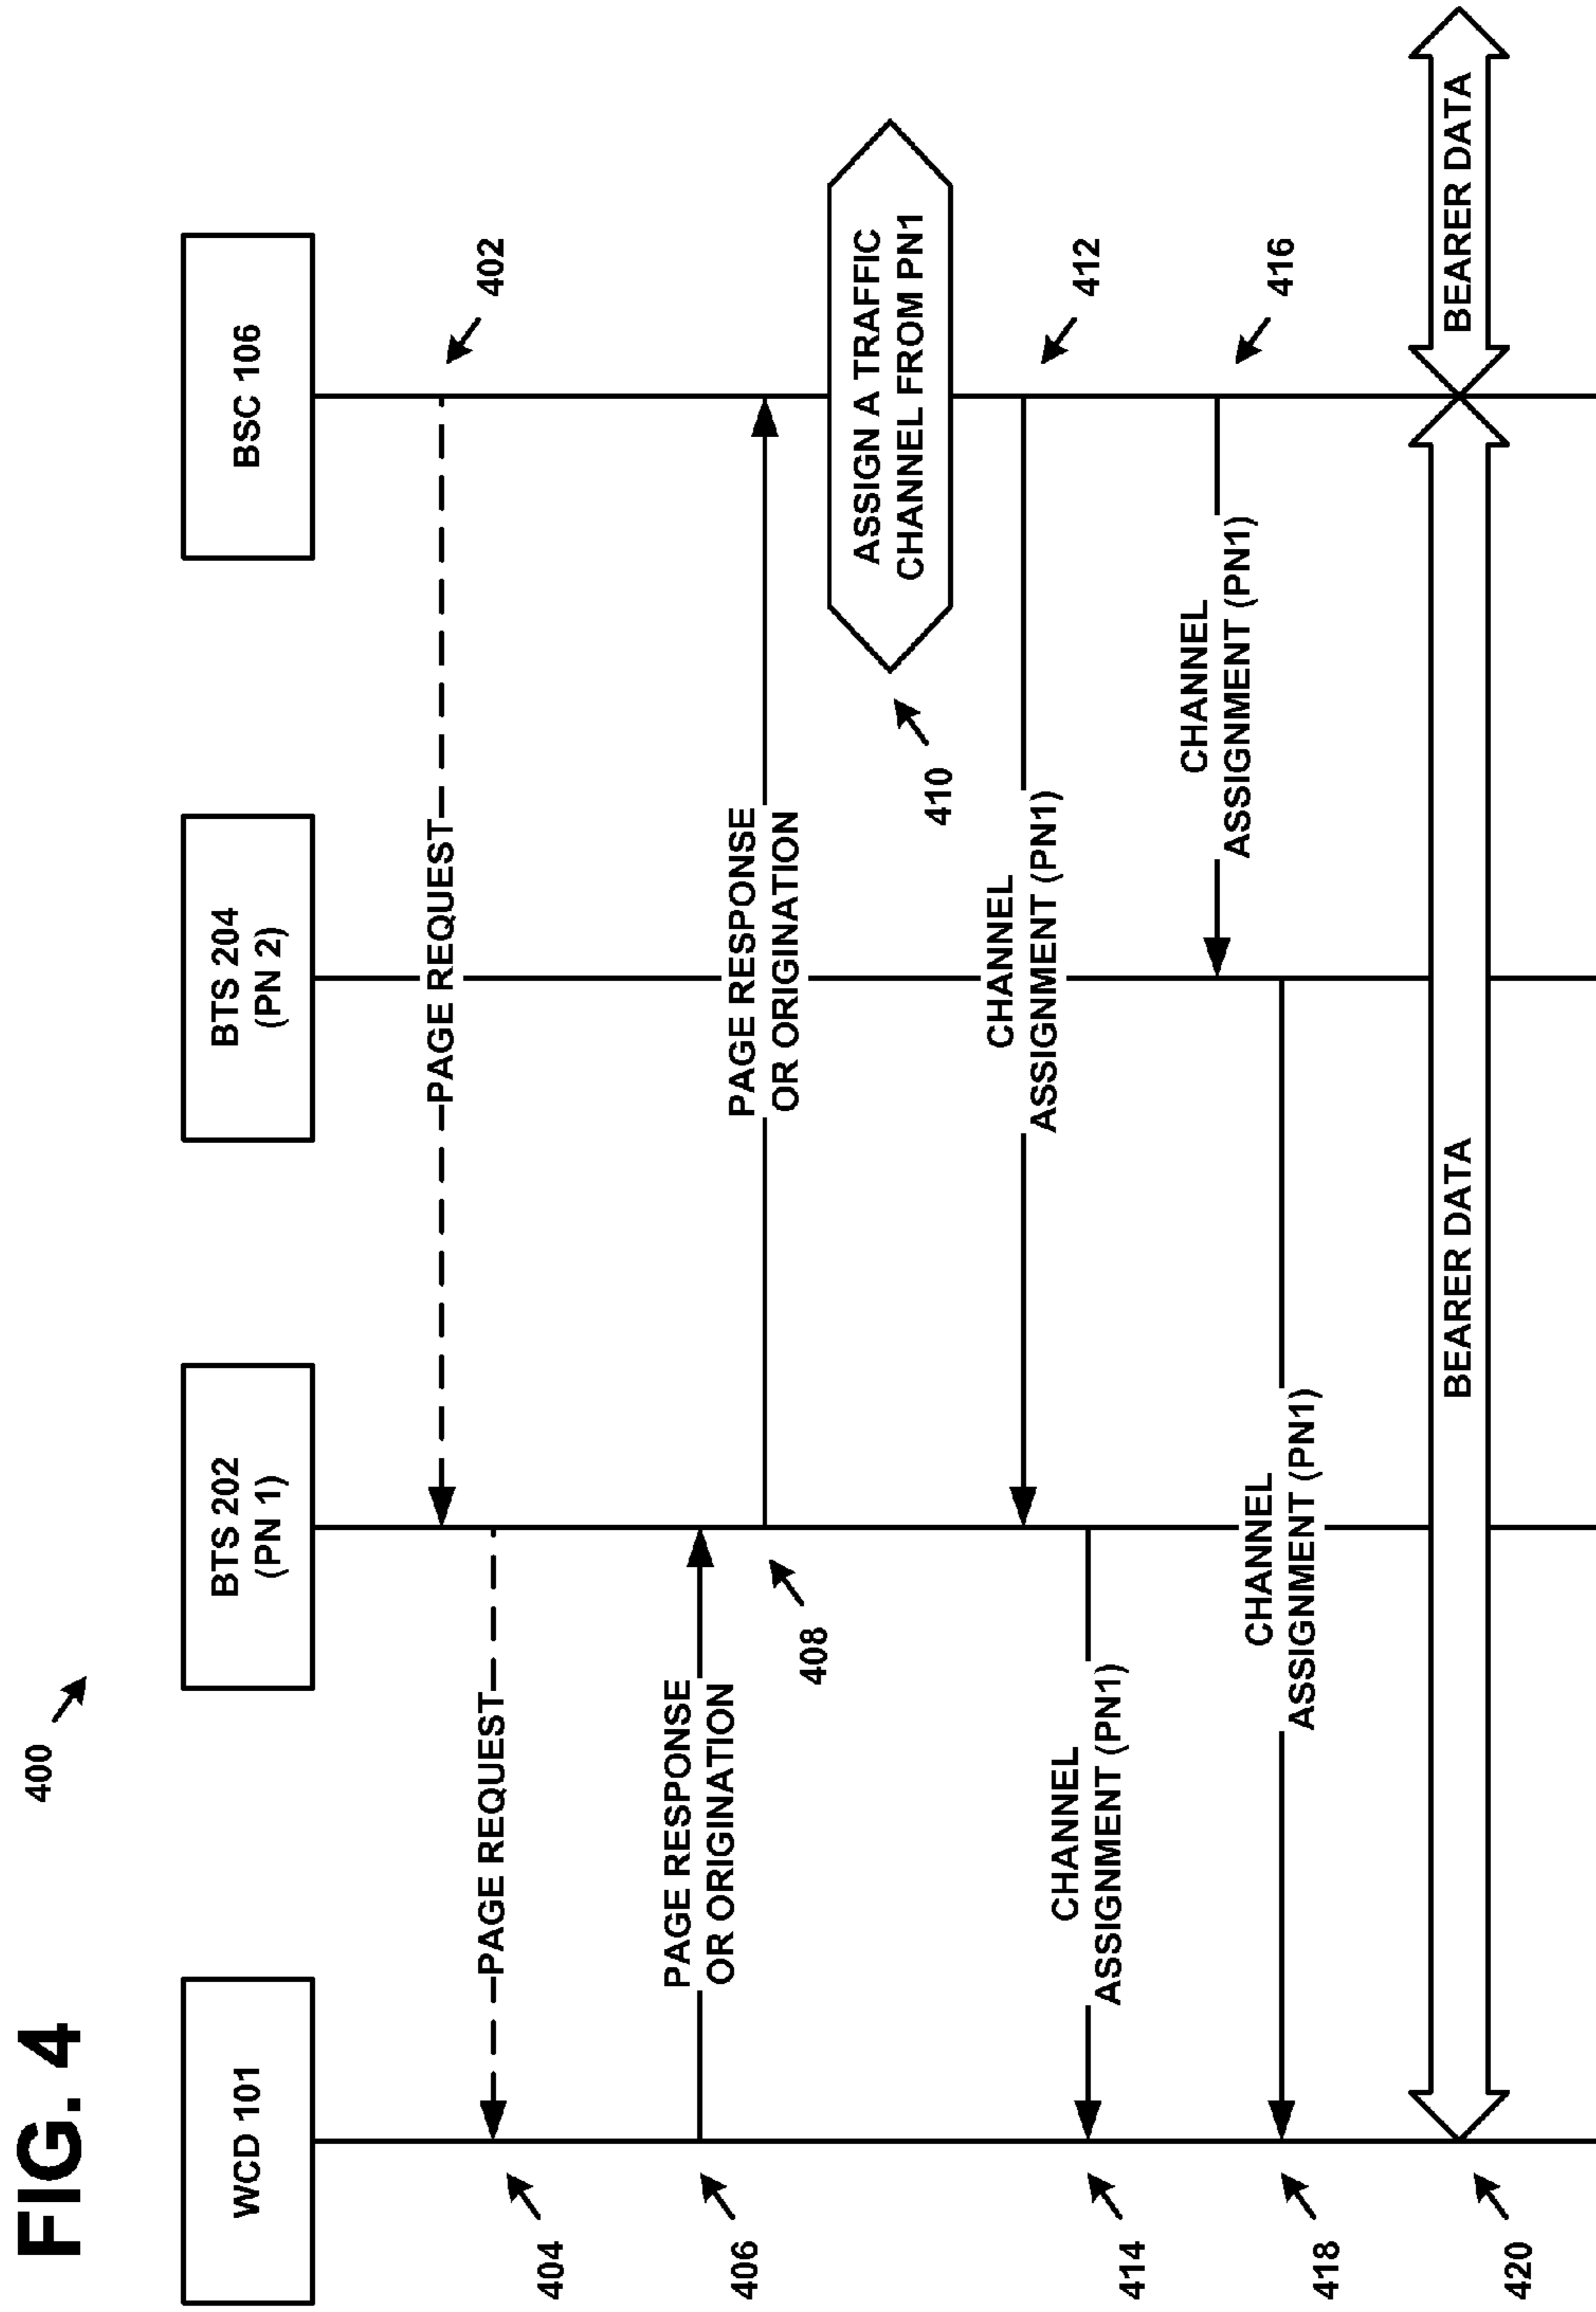 FIG. 4
400
WCD 101
BTS 202
(PN 1)
BTS 204
(PN 2)
BSC 106
PAGE REQUEST
402
PAGE REQUEST
404
PAGE RESPONSE
OR ORIGINATION
406
PAGE RESPONSE
OR ORIGINATION
408
ASSIGN A TRAFFIC
CHANNEL FROM PN1
410
CHANNEL
ASSIGNMENT (PN1)
412
CHANNEL
ASSIGNMENT (PN1)
414
CHANNEL
ASSIGNMENT (PN1)
416
CHANNEL
ASSIGNMENT (PN1)
418
BEARER DATA
BEARER DATA
420